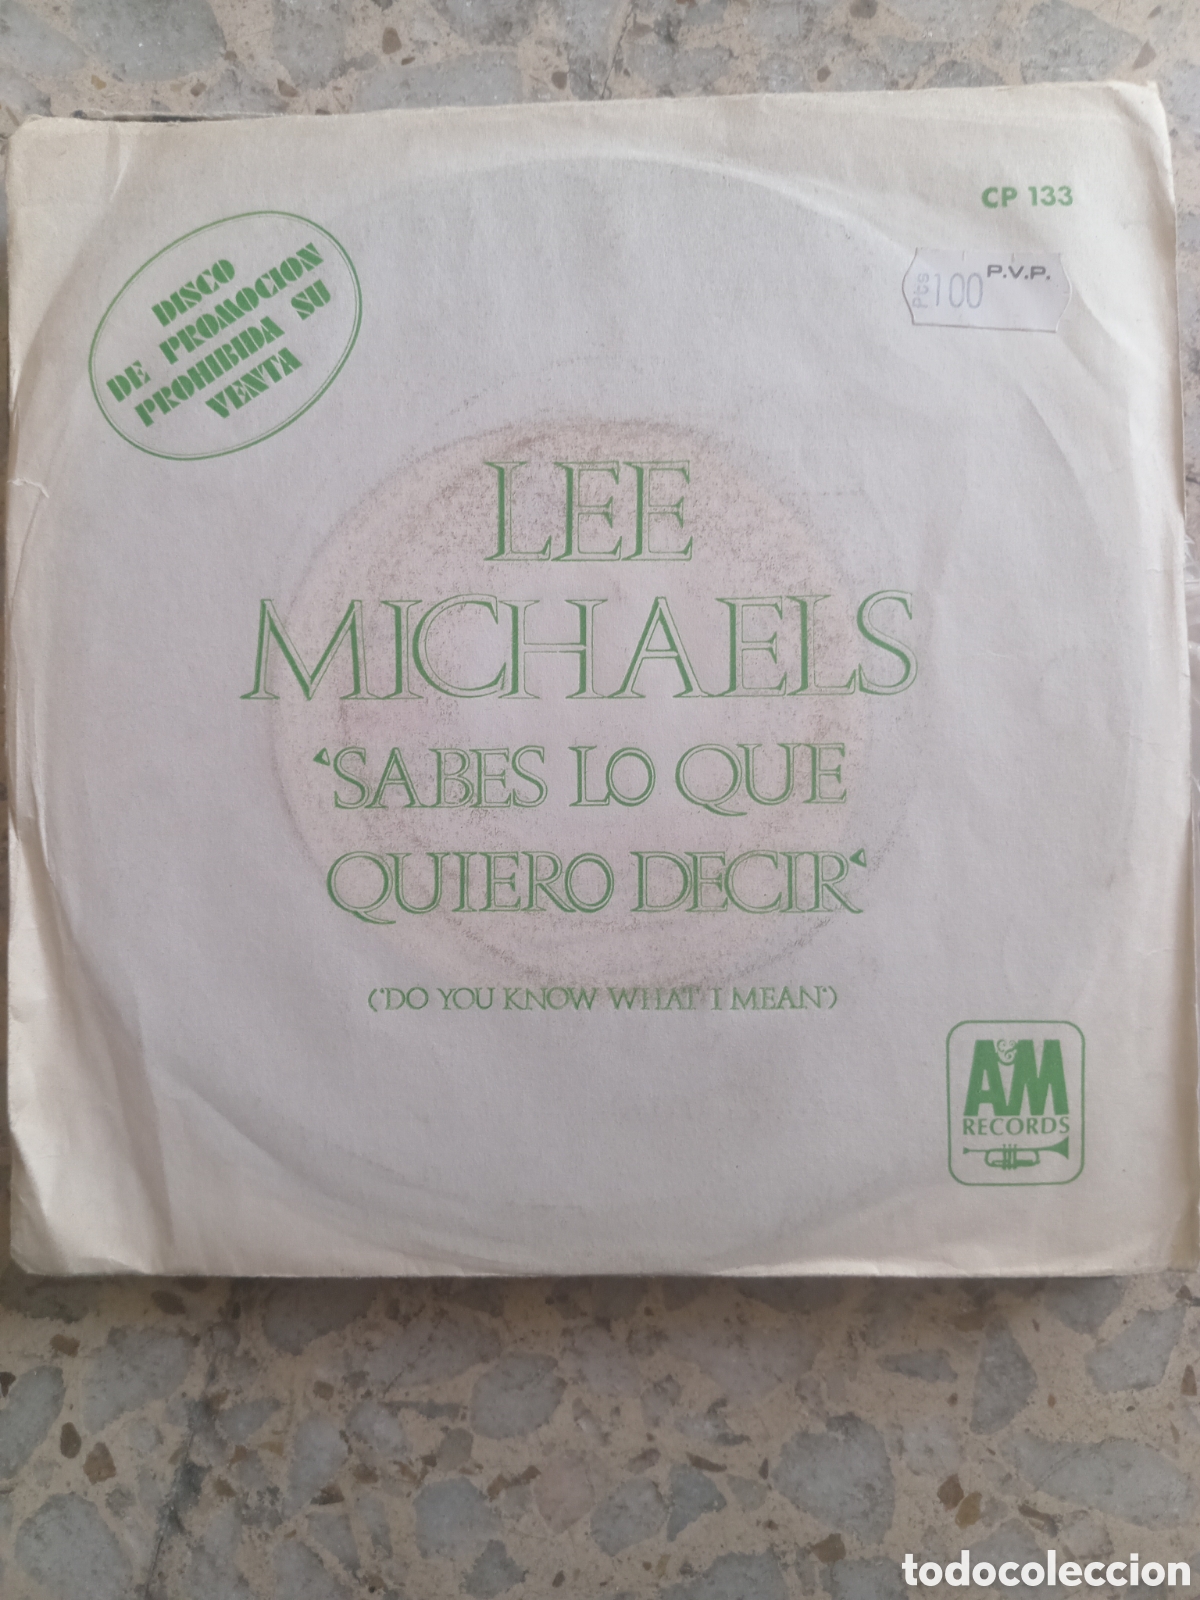 CP 133
DISCO
DE PROMOCION
PROHIBIDA SU
VENTA
Pts 100 P.V.P.
LEE
MICHAELS
'SABES LO QUE
QUIERO DECIR'
('DO YOU KNOW WHAT I MEAN')
A&M
RECORDS
todocoleccion